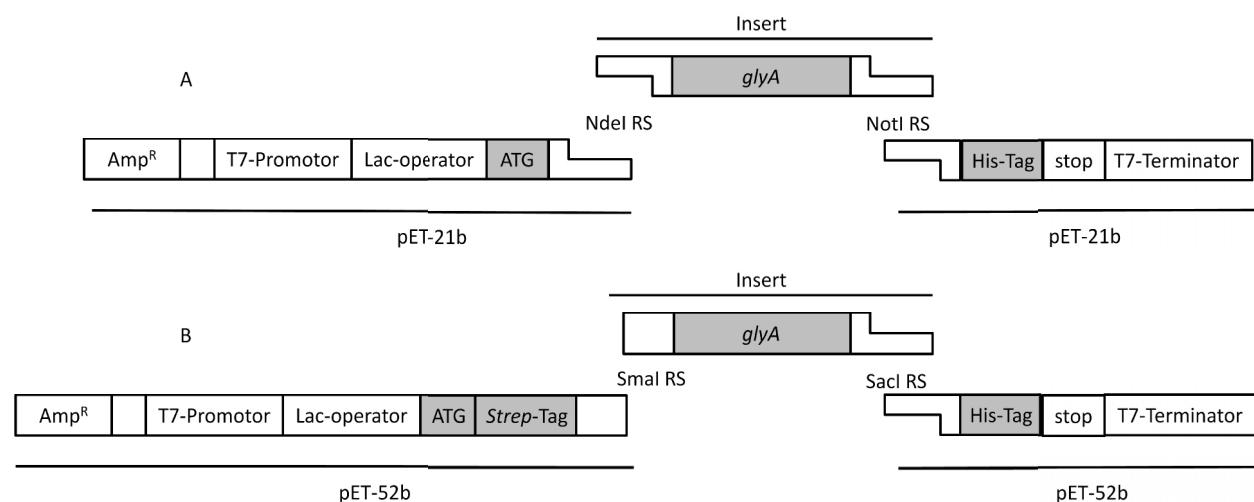 Insert
A
glyA
NdeI RS
NotI RS
Amp^R T7-Promotor Lac-operator ATG
His-Tag stop T7-Terminator
pET-21b
pET-21b
Insert
B
glyA
SmaI RS
SacI RS
Amp^R T7-Promotor Lac-operator ATG Strep-Tag
His-Tag stop T7-Terminator
pET-52b
pET-52b